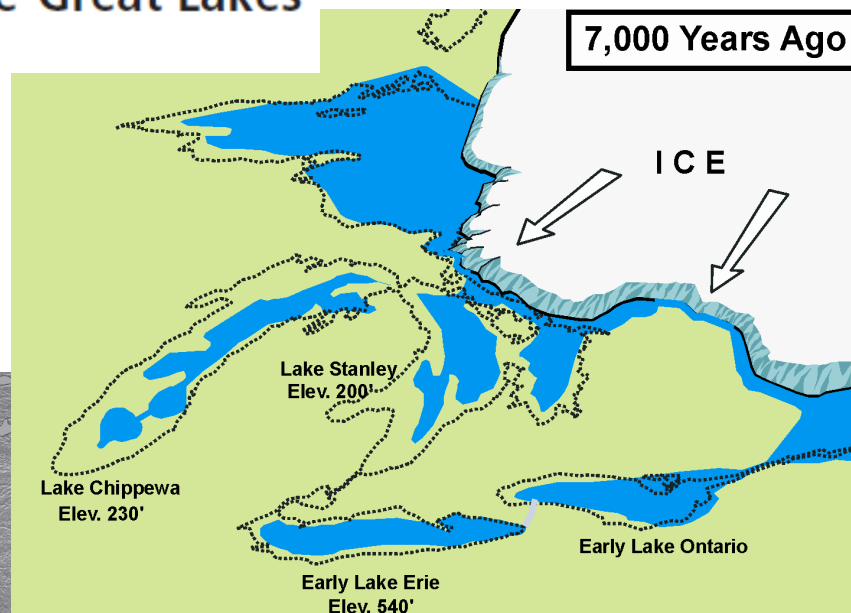 Great Lakes
7,000 Years Ago
ICE
Lake Stanley
Elev. 200'
Lake Chippewa
Elev. 230'
Early Lake Ontario
Early Lake Erie
Elev. 540'